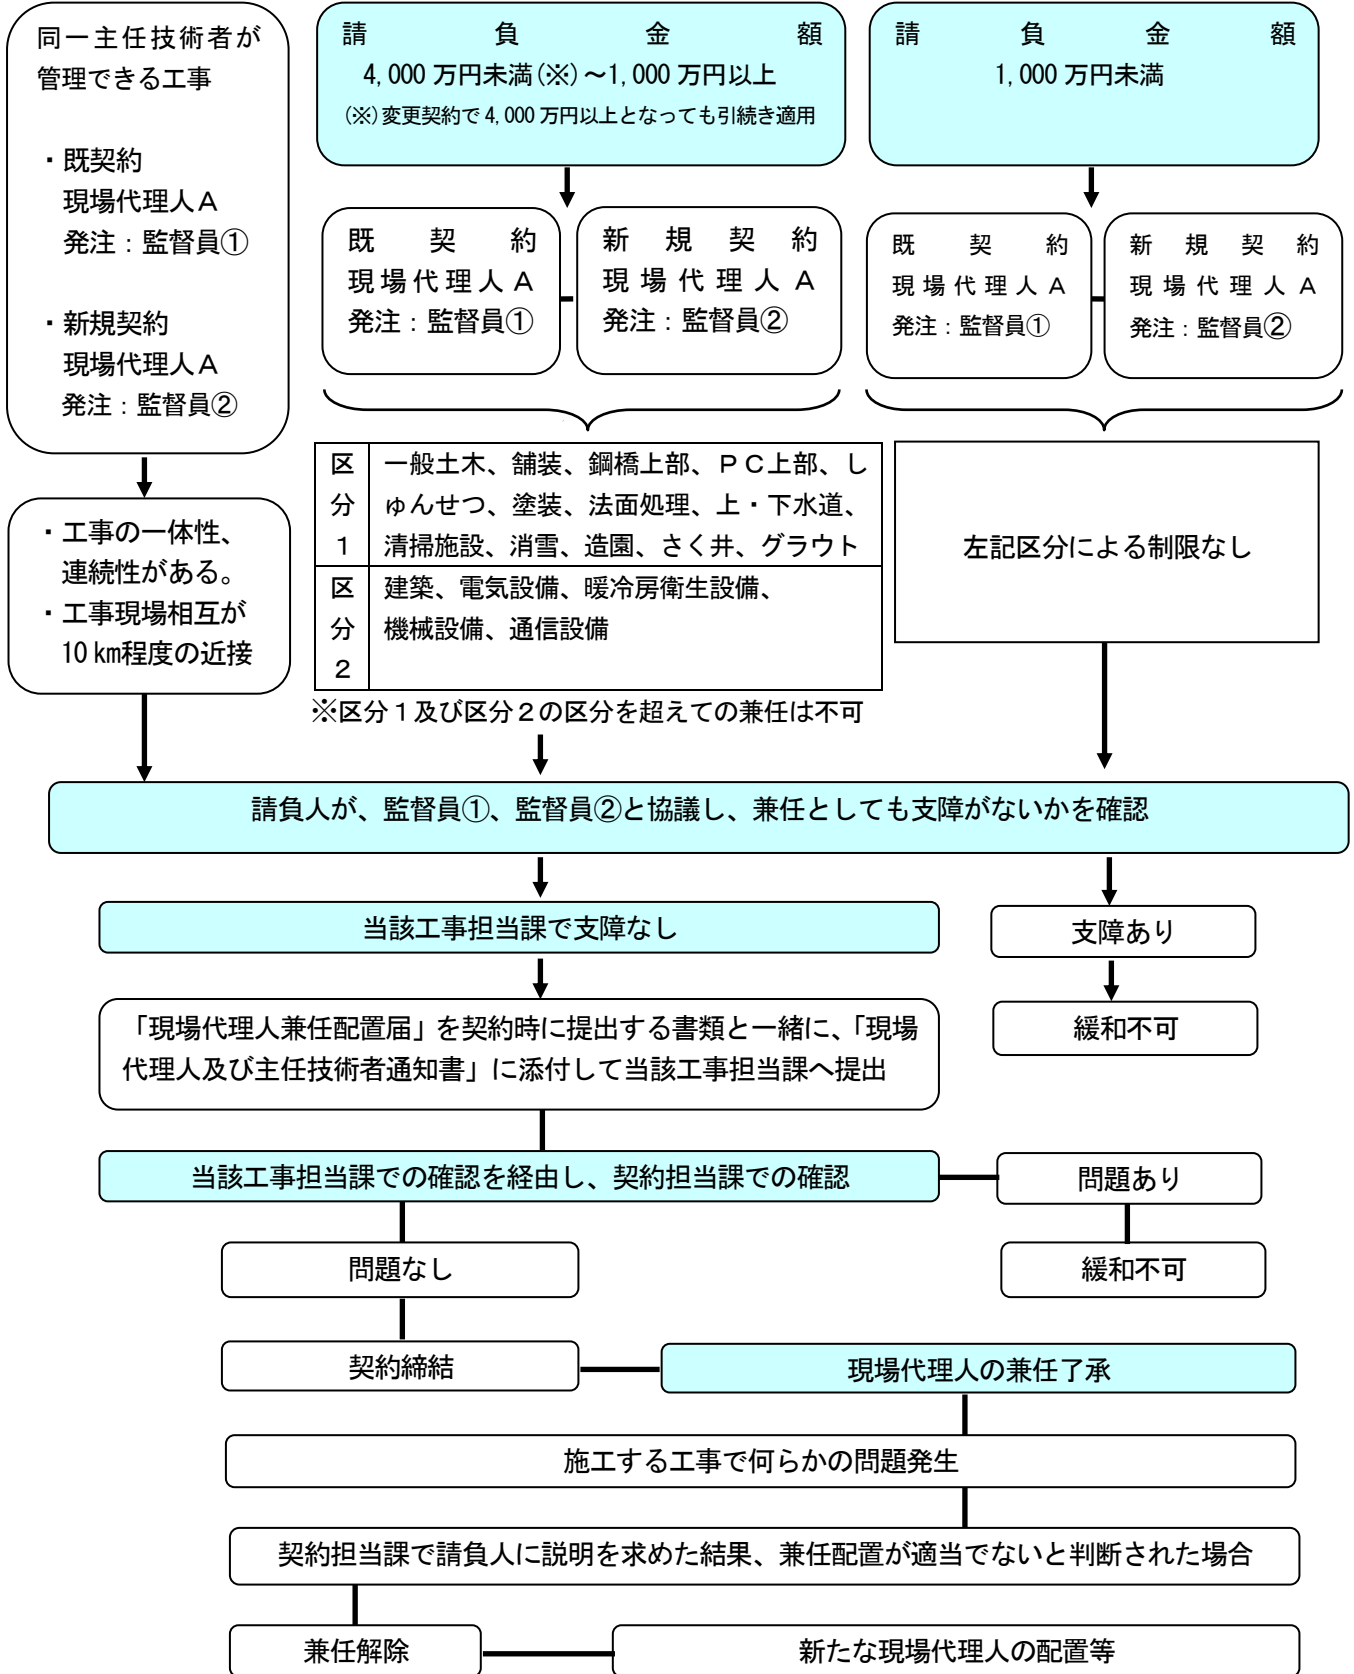 同一主任技術者が
管理できる工事
・既契約
現場代理人Ａ
発注：監督員①
・新規契約
現場代理人Ａ
発注：監督員②
・工事の一体性、
連続性がある。
・工事現場相互が
10㎞程度の近接
請負金額
4,000万円未満(※)～1,000万円以上
(※)変更契約で4,000万円以上となっても引続き適用
既契約
現場代理人Ａ
発注：監督員①
新規契約
現場代理人Ａ
発注：監督員②
請負金額
1,000万円未満
既契約
現場代理人Ａ
発注：監督員①
新規契約
現場代理人Ａ
発注：監督員②
区分１
一般土木、舗装、鋼橋上部、ＰＣ上部、し
ゅんせつ、塗装、法面処理、上・下水道、
清掃施設、消雪、造園、さく井、グラウト
区分２
建築、電気設備、暖冷房衛生設備、
機械設備、通信設備
※区分１及び区分２の区分を超えての兼任は不可
左記区分による制限なし
請負人が、監督員①、監督員②と協議し、兼任としても支障がないかを確認
当該工事担当課で支障なし
支障あり
緩和不可
「現場代理人兼任配置届」を契約時に提出する書類と一緒に、「現場
代理人及び主任技術者通知書」に添付して当該工事担当課へ提出
当該工事担当課での確認を経由し、契約担当課での確認
問題あり
緩和不可
問題なし
契約締結
現場代理人の兼任了承
施工する工事で何らかの問題発生
契約担当課で請負人に説明を求めた結果、兼任配置が適当でないと判断された場合
兼任解除
新たな現場代理人の配置等